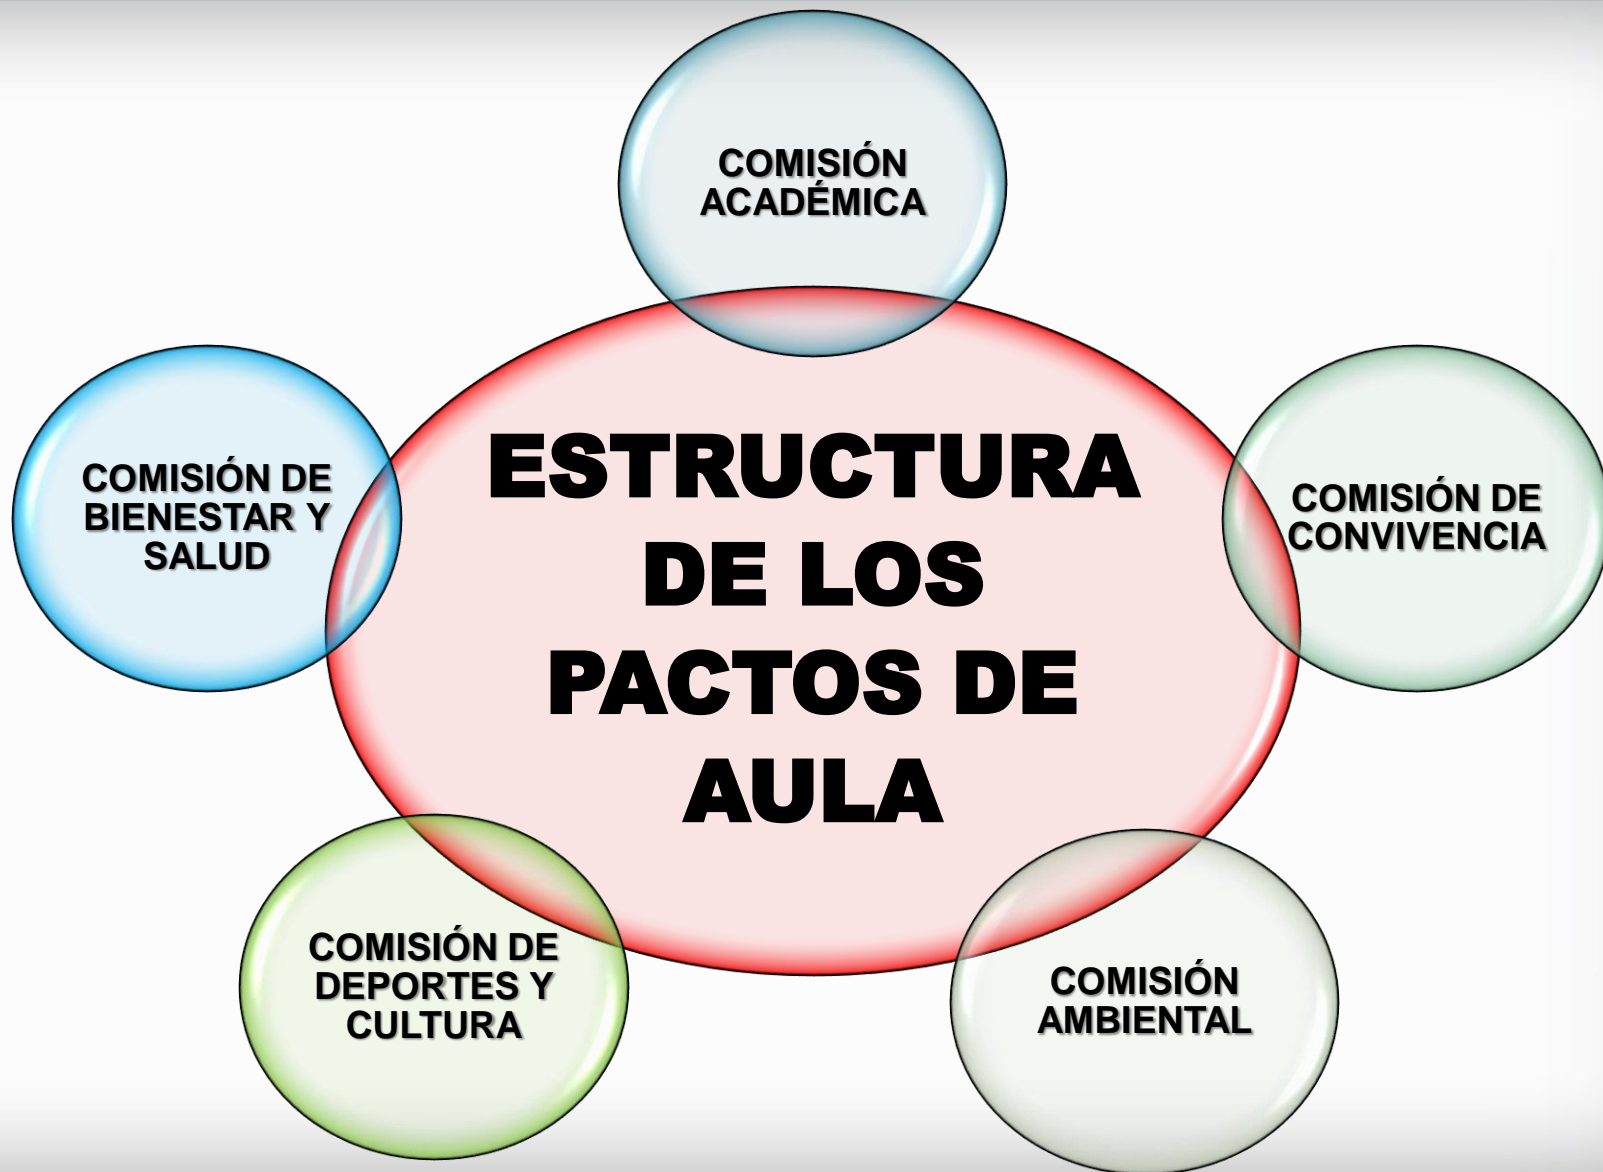 COMISIÓN
ACADÉMICA
COMISIÓN DE
BIENESTAR Y
SALUD
COMISIÓN DE
CONVIVENCIA
ESTRUCTURA
DE LOS
PACTOS DE
AULA
COMISIÓN DE
DEPORTES Y
CULTURA
COMISIÓN
AMBIENTAL